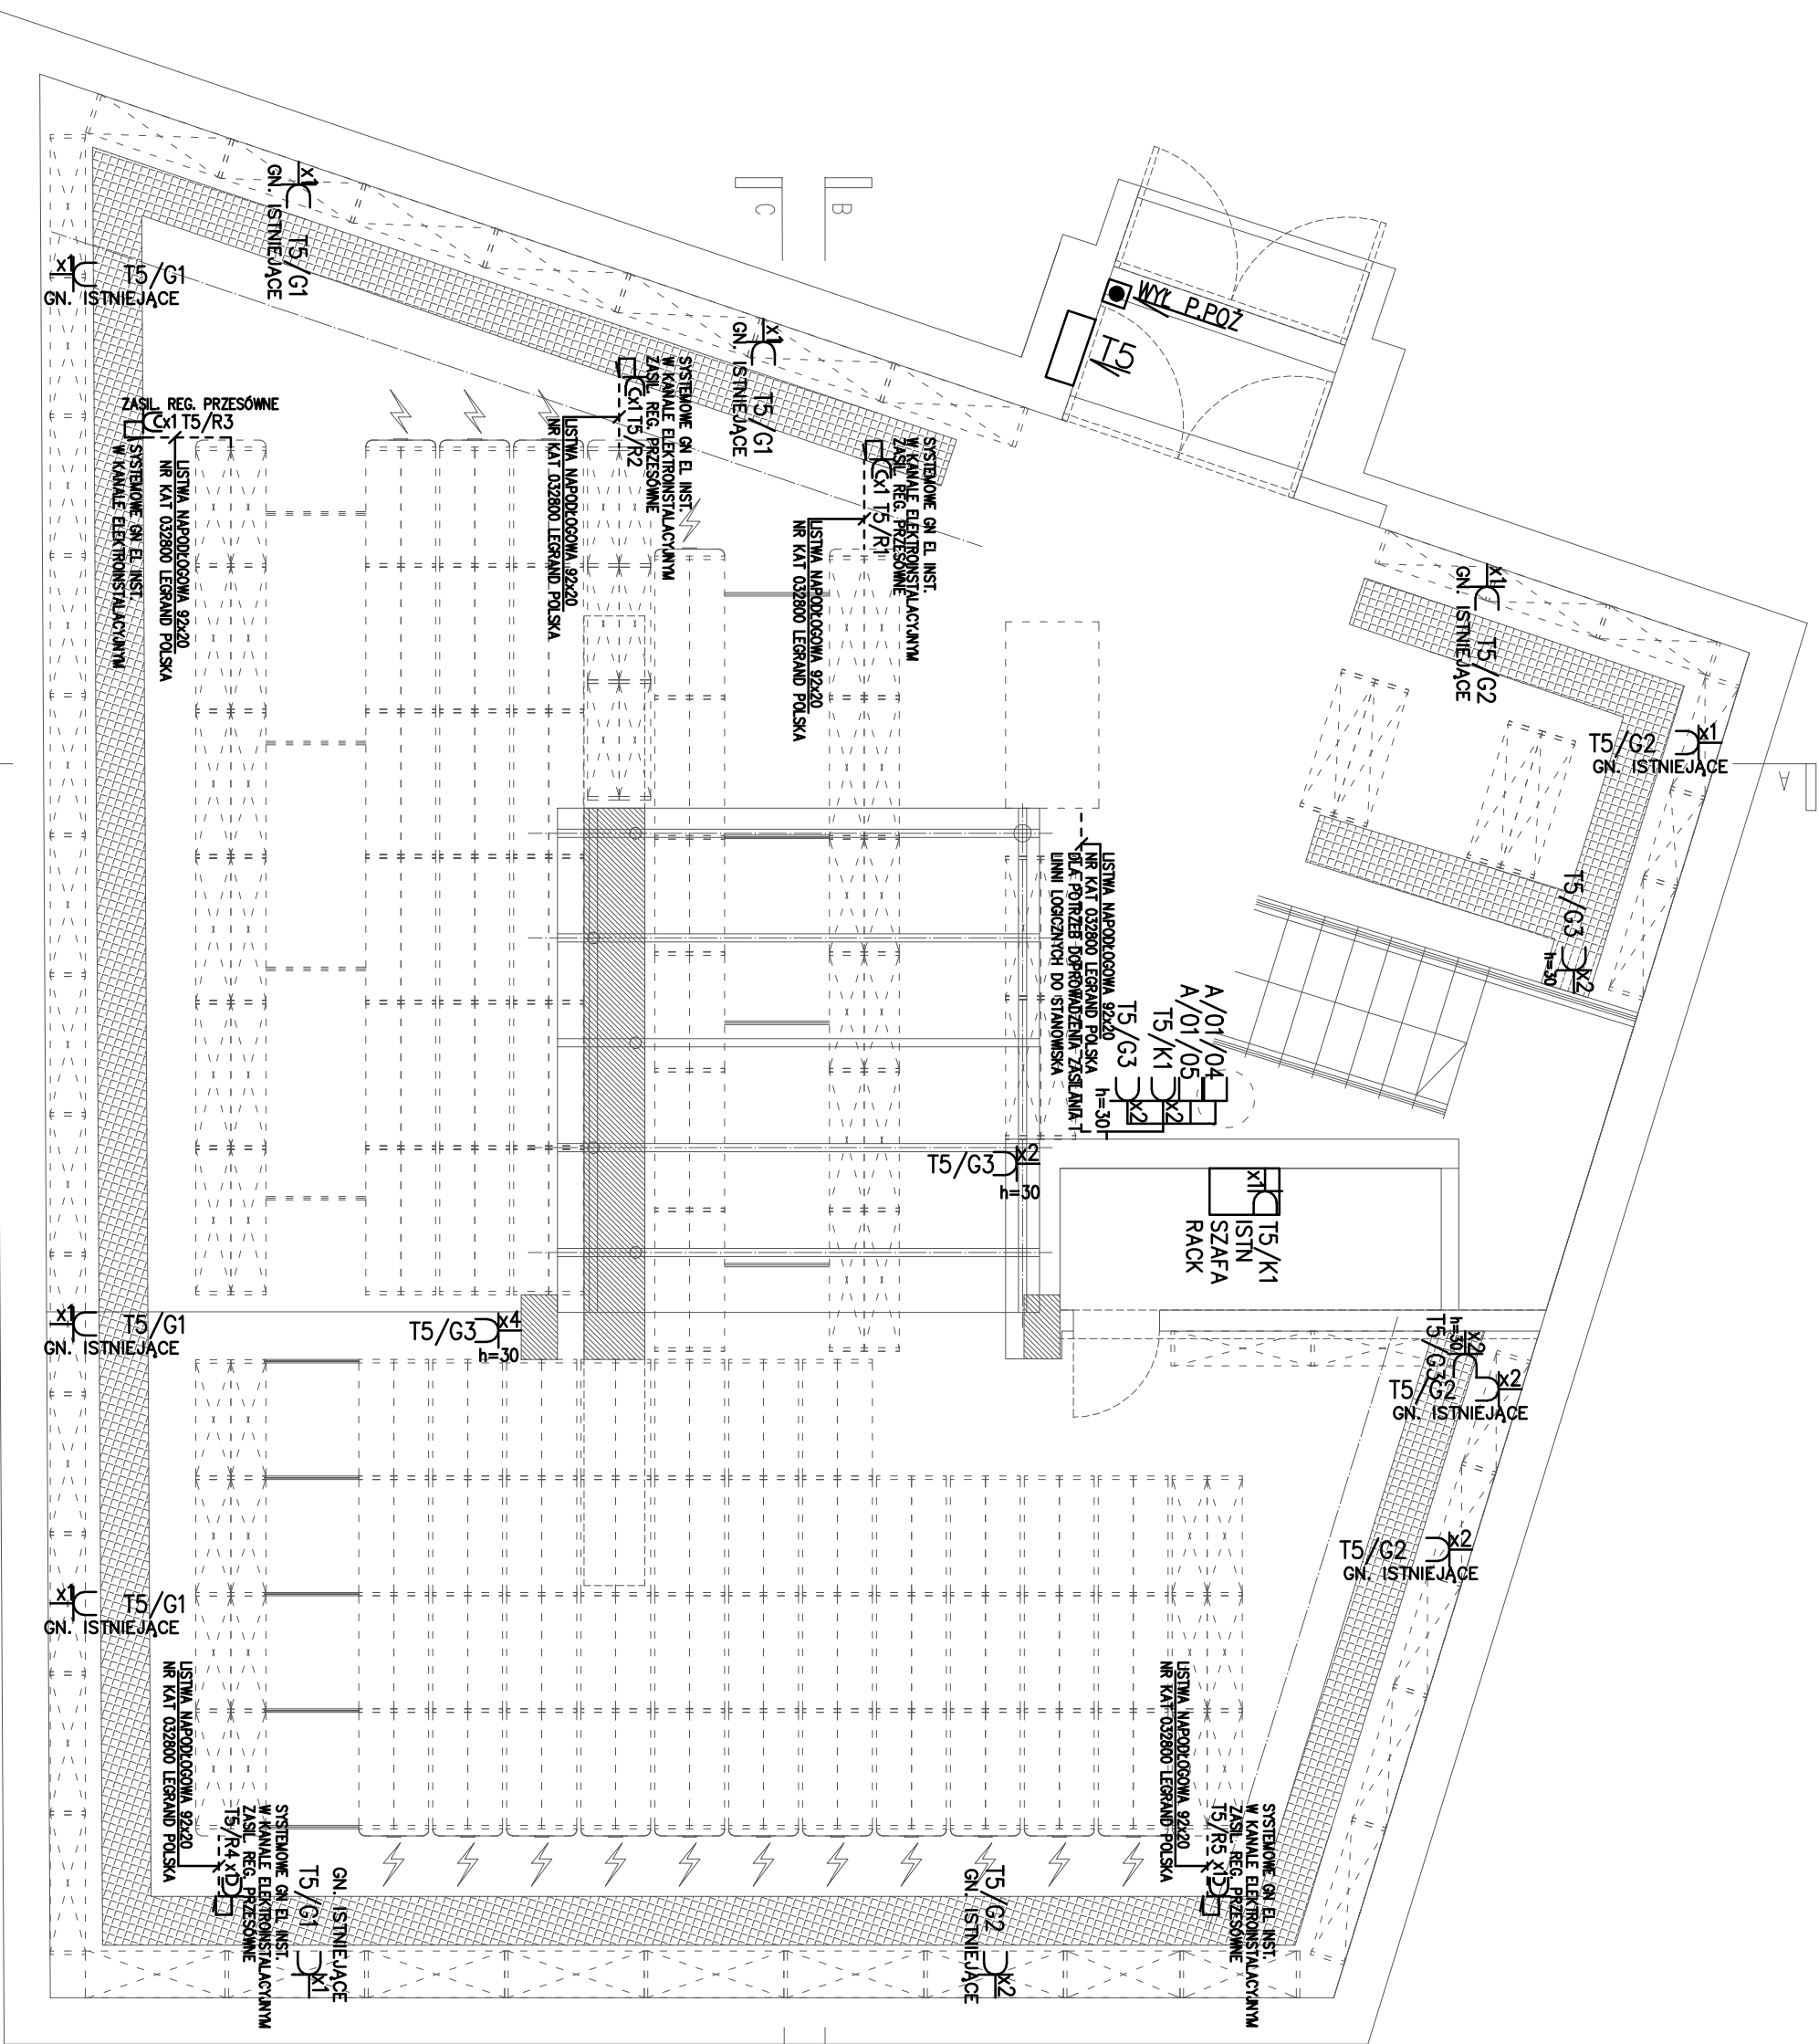 C
B
WYŁ P.POŻ
T5
x1
T5/G1
GN. ISTNIEJĄCE
x1
T5/G1
GN. ISTNIEJĄCE
x1
T5/G1
GN. ISTNIEJĄCE
SYSTEMOWE GN EL INST.
W KANALE ELEKTROINSTALACYJNYM
ZASIL. REG. PRZESÓWNE
x1 T5/R2
LISTWA NAPODŁOGOWA 92x20
NR KAT 032800 LEGRAND POLSKA
SYSTEMOWE GN EL INST.
W KANALE ELEKTROINSTALACYJNYM
ZASIL. REG. PRZESÓWNE
x1 T5/R1
LISTWA NAPODŁOGOWA 92x20
NR KAT 032800 LEGRAND POLSKA
ZASIL. REG. PRZESÓWNE
x1 T5/R3
SYSTEMOWE GN EL INST
W KANALE ELEKTROINSTALACYJNYM
LISTWA NAPODŁOGOWA 92x20
NR KAT 032800 LEGRAND POLSKA
x1
T5/G2
GN. ISTNIEJĄCE
x1
T5/G2
GN. ISTNIEJĄCE
A
T5/G3
x2
h=30
LISTWA NAPODŁOGOWA 92x20
NR KAT 032800 LEGRAND POLSKA
DLA POTRZEB DOPROWADZENIA ZASILANIA I
LINNI LOGICZNYCH DO STANOWISKA
A/01/04
A/01/05
T5/K1
T5/G3
x2
x2
h=30
T5/G3
x2
h=30
x1
T5/K1
ISTN
SZAFA
RACK
x1
T5/G1
GN. ISTNIEJĄCE
T5/G3
x4
h=30
x2
h=30
T5/G3
x2
T5/G2
GN. ISTNIEJĄCE
x2
T5/G2
GN. ISTNIEJĄCE
x1
T5/G1
GN. ISTNIEJĄCE
LISTWA NAPODŁOGOWA 92x20
NR KAT 032800 LEGRAND POLSKA
SYSTEMOWE GN EL INST
W KANALE ELEKTROINSTALACYJNYM
ZASIL. REG. PRZESÓWNE
T5/R4 x1
GN. ISTNIEJĄCE
T5/G1
x1
T5/G2
x2
GN. ISTNIEJĄCE
LISTWA NAPODŁOGOWA 92x20
NR KAT 032800 LEGRAND POLSKA
SYSTEMOWE GN EL INST.
W KANALE ELEKTROINSTALACYJNYM
ZASIL. REG. PRZESÓWNE
T5/R5 x1